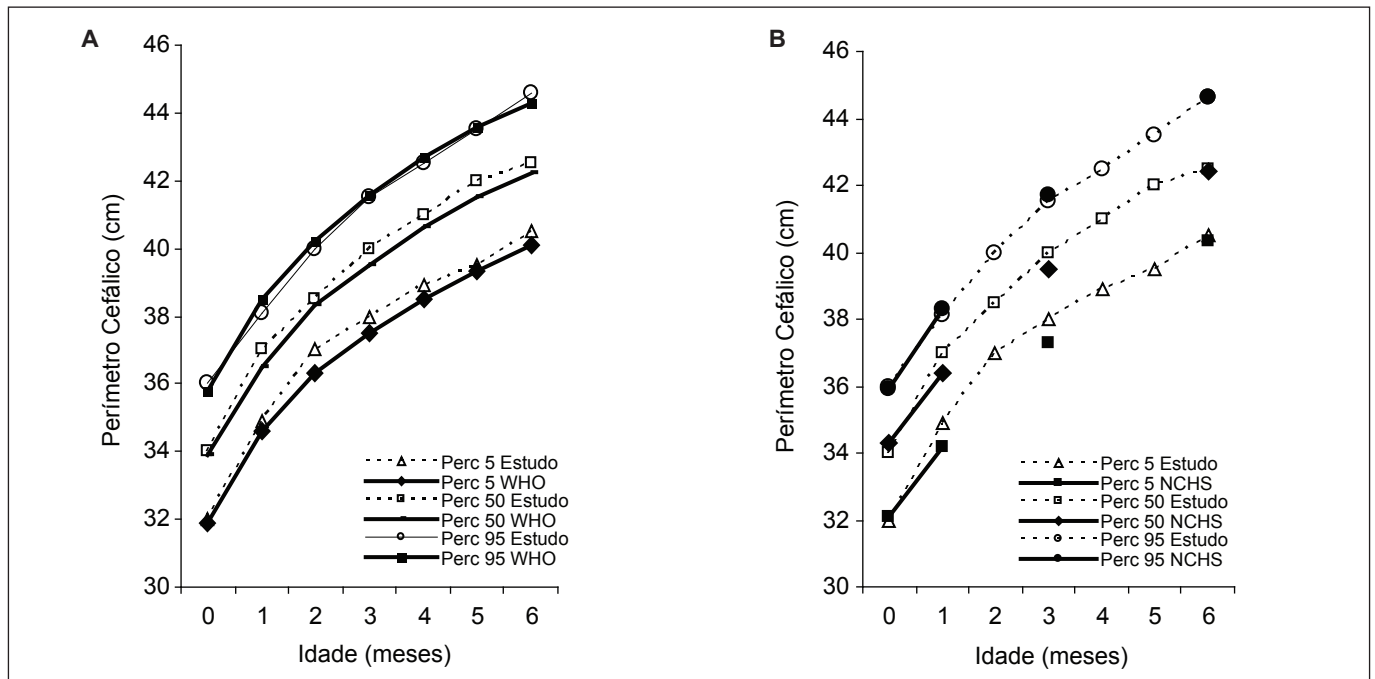 A
46
44
42
40
38
36
34
32
30
Perímetro Cefálico (cm)
Perc 5 Estudo
Perc 5 WHO
Perc 50 Estudo
Perc 50 WHO
Perc 95 Estudo
Perc 95 WHO
0 1 2 3 4 5 6
Idade (meses)
B
46
44
42
40
38
36
34
32
30
Perímetro Cefálico (cm)
Perc 5 Estudo
Perc 5 NCHS
Perc 50 Estudo
Perc 50 NCHS
Perc 95 Estudo
Perc 95 NCHS
0 1 2 3 4 5 6
Idade (meses)